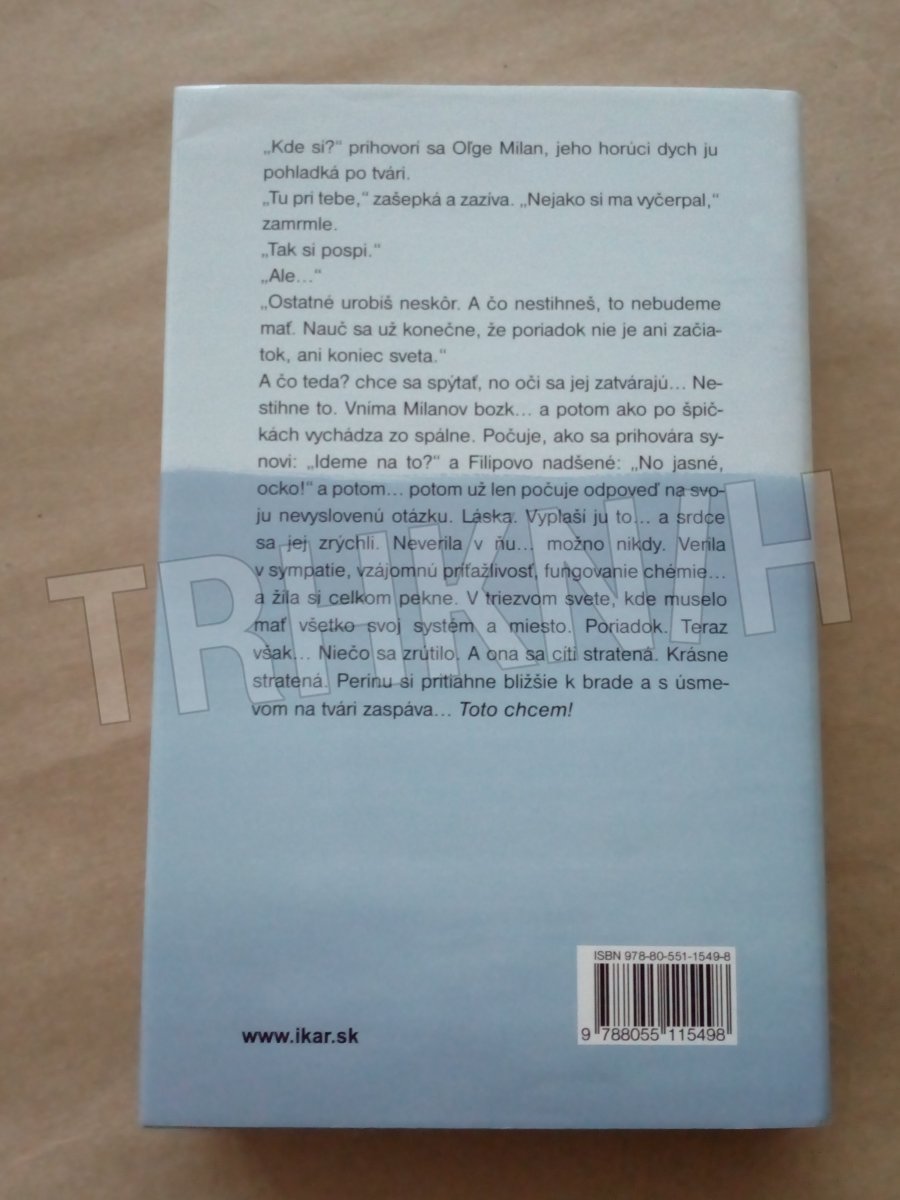 „Kde si?“ prihovorí sa Oľge Milan, jeho horúci dych ju
pohladká po tvári.
„Tu pri tebe,“ zašepká a zazíva. „Nejako si ma vyčerpal,“
zamrmle.
„Tak si pospi.“
„Ale...“
„Ostatné urobíš neskôr. A čo nestihneš, to nebudeme
mať. Nauč sa už konečne, že poriadok nie je ani začia-
tok, ani koniec sveta.“
A čo teda? chce sa spýtať, no oči sa jej zatvárajú... Ne-
stihne to. Vníma Milanov bozk... a potom ako po špič-
kách vychádza zo spálne. Počuje, ako sa prihovára sy-
novi: „Ideme na to?“ a Filipovo nadšené: „No jasné,
ocko!“ a potom... potom už len počuje odpoveď na svo-
ju nevyslovenú otázku. Láska. Vyplaší ju to... a srdce
sa jej zrýchli. Neverila v ňu... možno nikdy. Verila
v sympatie, vzájomnú príťažlivosť, fungovanie chémie...
a žila si celkom pekne. V triezvom svete, kde muselo
mať všetko svoj systém a miesto. Poriadok. Teraz
však... Niečo sa zrútilo. A ona sa cíti stratená. Krásne
stratená. Perinu si pritiahne bližšie k brade a s úsme-
vom na tvári zaspáva... Toto chcem!
TRHKNIH
ISBN 978-80-551-1549-8
9 788055 115498
www.ikar.sk